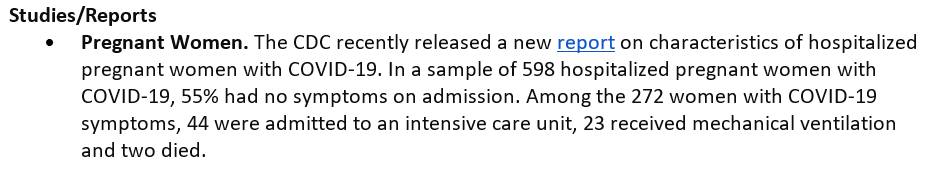 Studies/Reports
• Pregnant Women. The CDC recently released a new report on characteristics of hospitalized
pregnant women with COVID-19. In a sample of 598 hospitalized pregnant women with
COVID-19, 55% had no symptoms on admission. Among the 272 women with COVID-19
symptoms, 44 were admitted to an intensive care unit, 23 received mechanical ventilation
and two died.